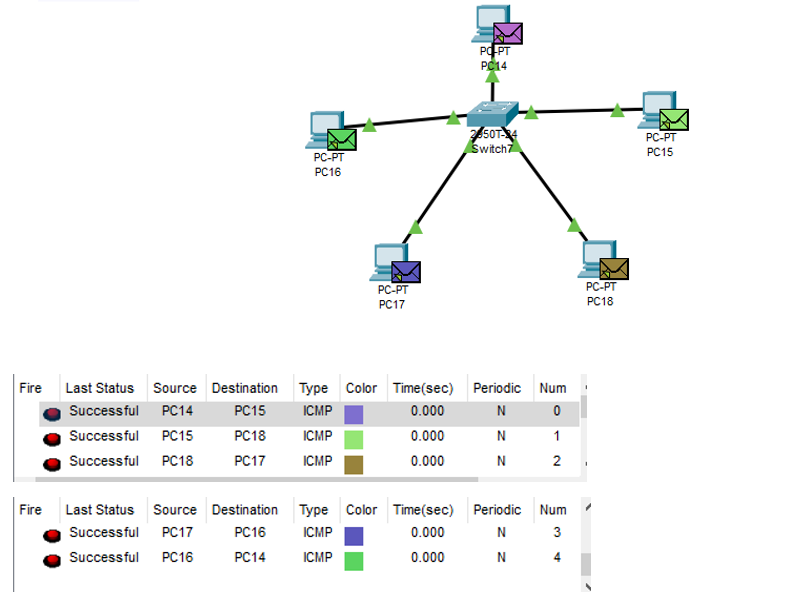 PC-PT
PC14
2950T-24
Switch7
PC-PT
PC15
PC-PT
PC16
PC-PT
PC17
PC-PT
PC18
Fire Last Status Source Destination Type Color Time(sec) Periodic Num
Successful PC14 PC15 ICMP 0.000 N 0
Successful PC15 PC18 ICMP 0.000 N 1
Successful PC18 PC17 ICMP 0.000 N 2
Fire Last Status Source Destination Type Color Time(sec) Periodic Num
Successful PC17 PC16 ICMP 0.000 N 3
Successful PC16 PC14 ICMP 0.000 N 4